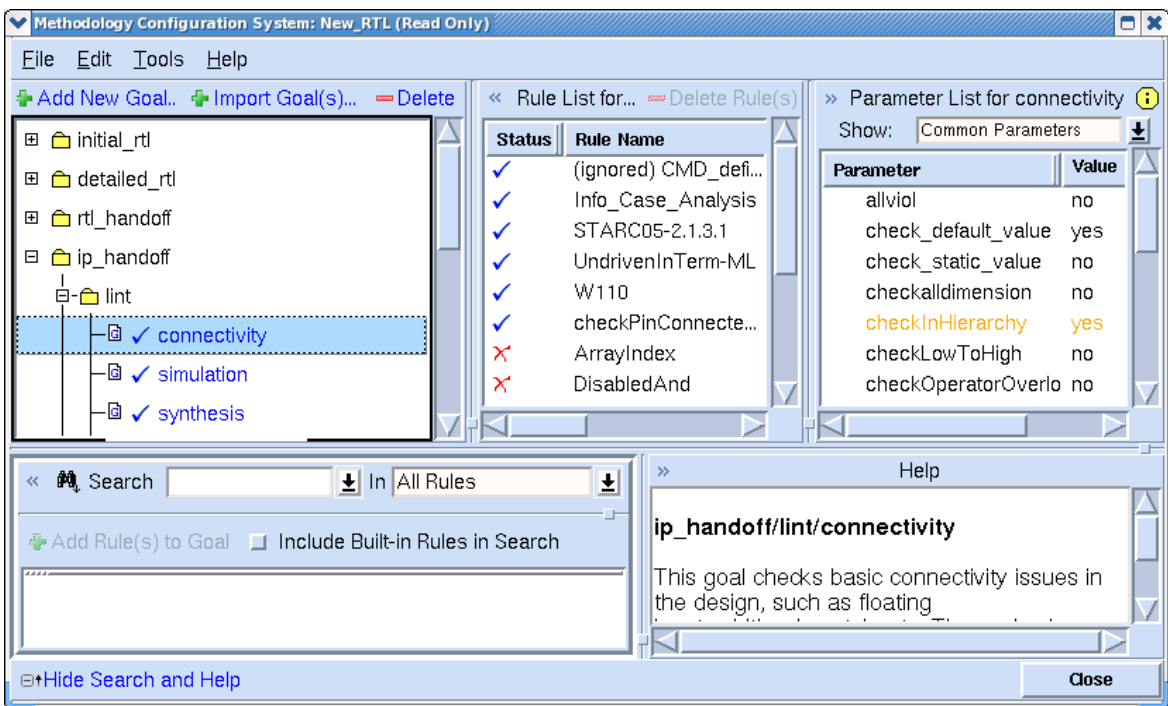 Methodology Configuration System: New_RTL (Read Only)
File Edit Tools Help
Add New Goal.. Import Goal(s)... Delete
initial_rtl
detailed_rtl
rtl_handoff
ip_handoff
lint
G connectivity
G simulation
G synthesis
« Rule List for... Delete Rule(s)
Status Rule Name
(ignored) CMD_defi...
Info_Case_Analysis
STARC05-2.1.3.1
UndrivenInTerm-ML
W110
checkPinConnecte...
ArrayIndex
DisabledAnd
» Parameter List for connectivity
Show: Common Parameters
Parameter Value
allviol no
check_default_value yes
check_static_value no
checkalldimension no
checkInHierarchy yes
checkLowToHigh no
checkOperatorOverlo no
« Search In All Rules
Add Rule(s) to Goal Include Built-in Rules in Search
» Help
ip_handoff/lint/connectivity
This goal checks basic connectivity issues in
the design, such as floating
Hide Search and Help
Close